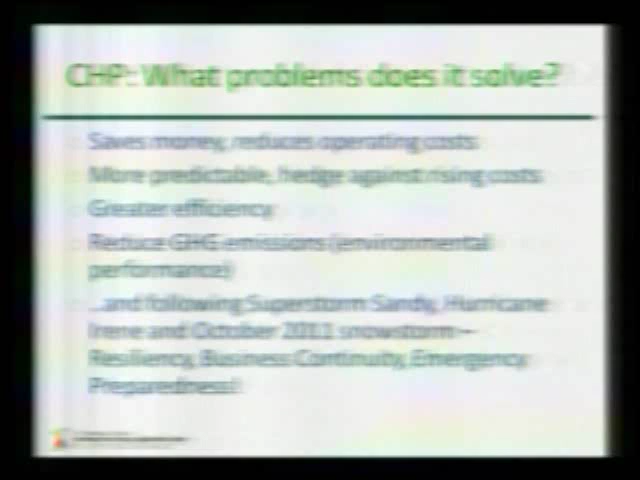 CHP: What problems does it solve?
Saves money, reduces operating costs
More predictable, hedge against rising costs
Greater efficiency
Reduce GHG emissions (environmental
performance)
...and following Superstorm Sandy, Hurricane
Irene and October 2011 snowstorm –
Resiliency, Business Continuity, Emergency
Preparedness!